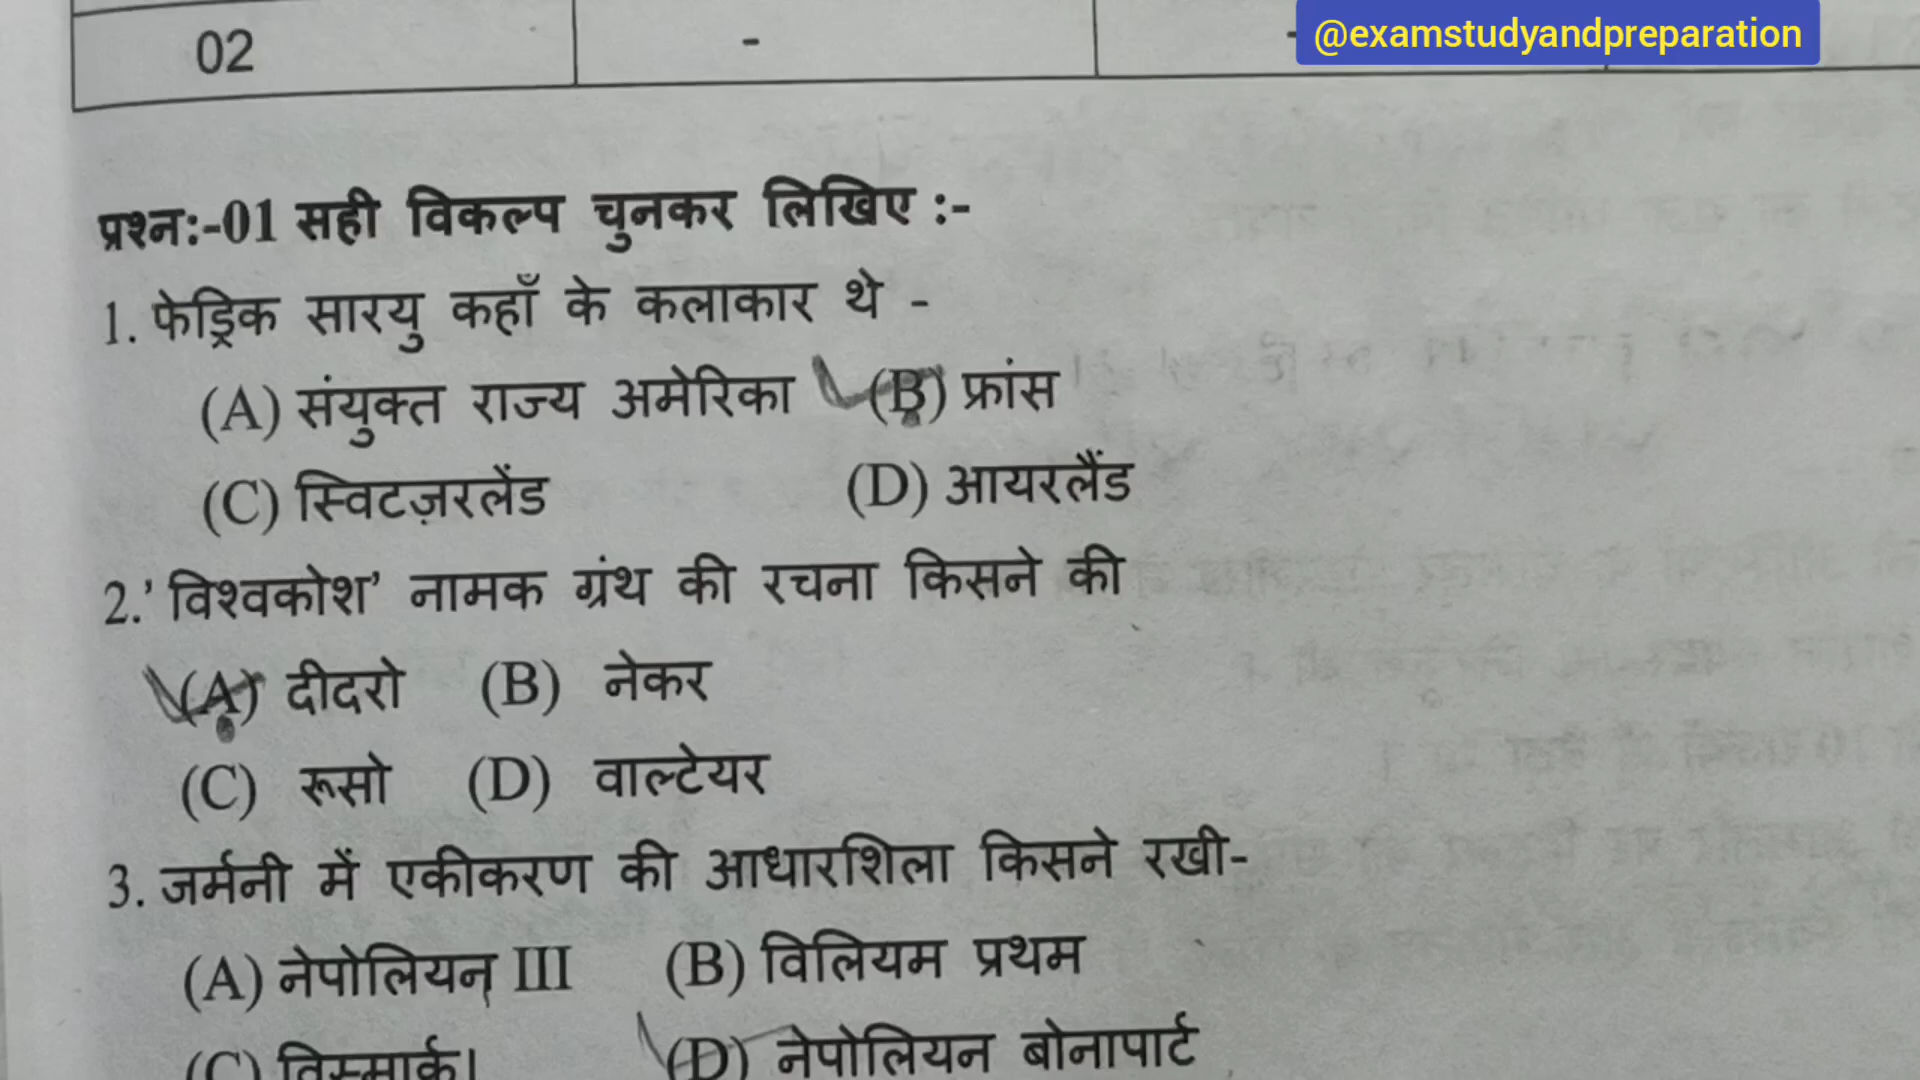 02 - -
@examstudyandpreparation
प्रश्न:-01 सही विकल्प चुनकर लिखिए :-
1. फेड्रिक सारयु कहाँ के कलाकार थे -
(A) संयुक्त राज्य अमेरिका (B) फ्रांस
(C) स्विटज़रलेंड (D) आयरलैंड
2.' विश्वकोश' नामक ग्रंथ की रचना किसने की
(A) दीदरो (B) नेकर
(C) रूसो (D) वाल्टेयर
3. जर्मनी में एकीकरण की आधारशिला किसने रखी-
(A) नेपोलियन् III (B) विलियम प्रथम
(C) विस्मार्क। (D) नेपोलियन बोनापार्ट